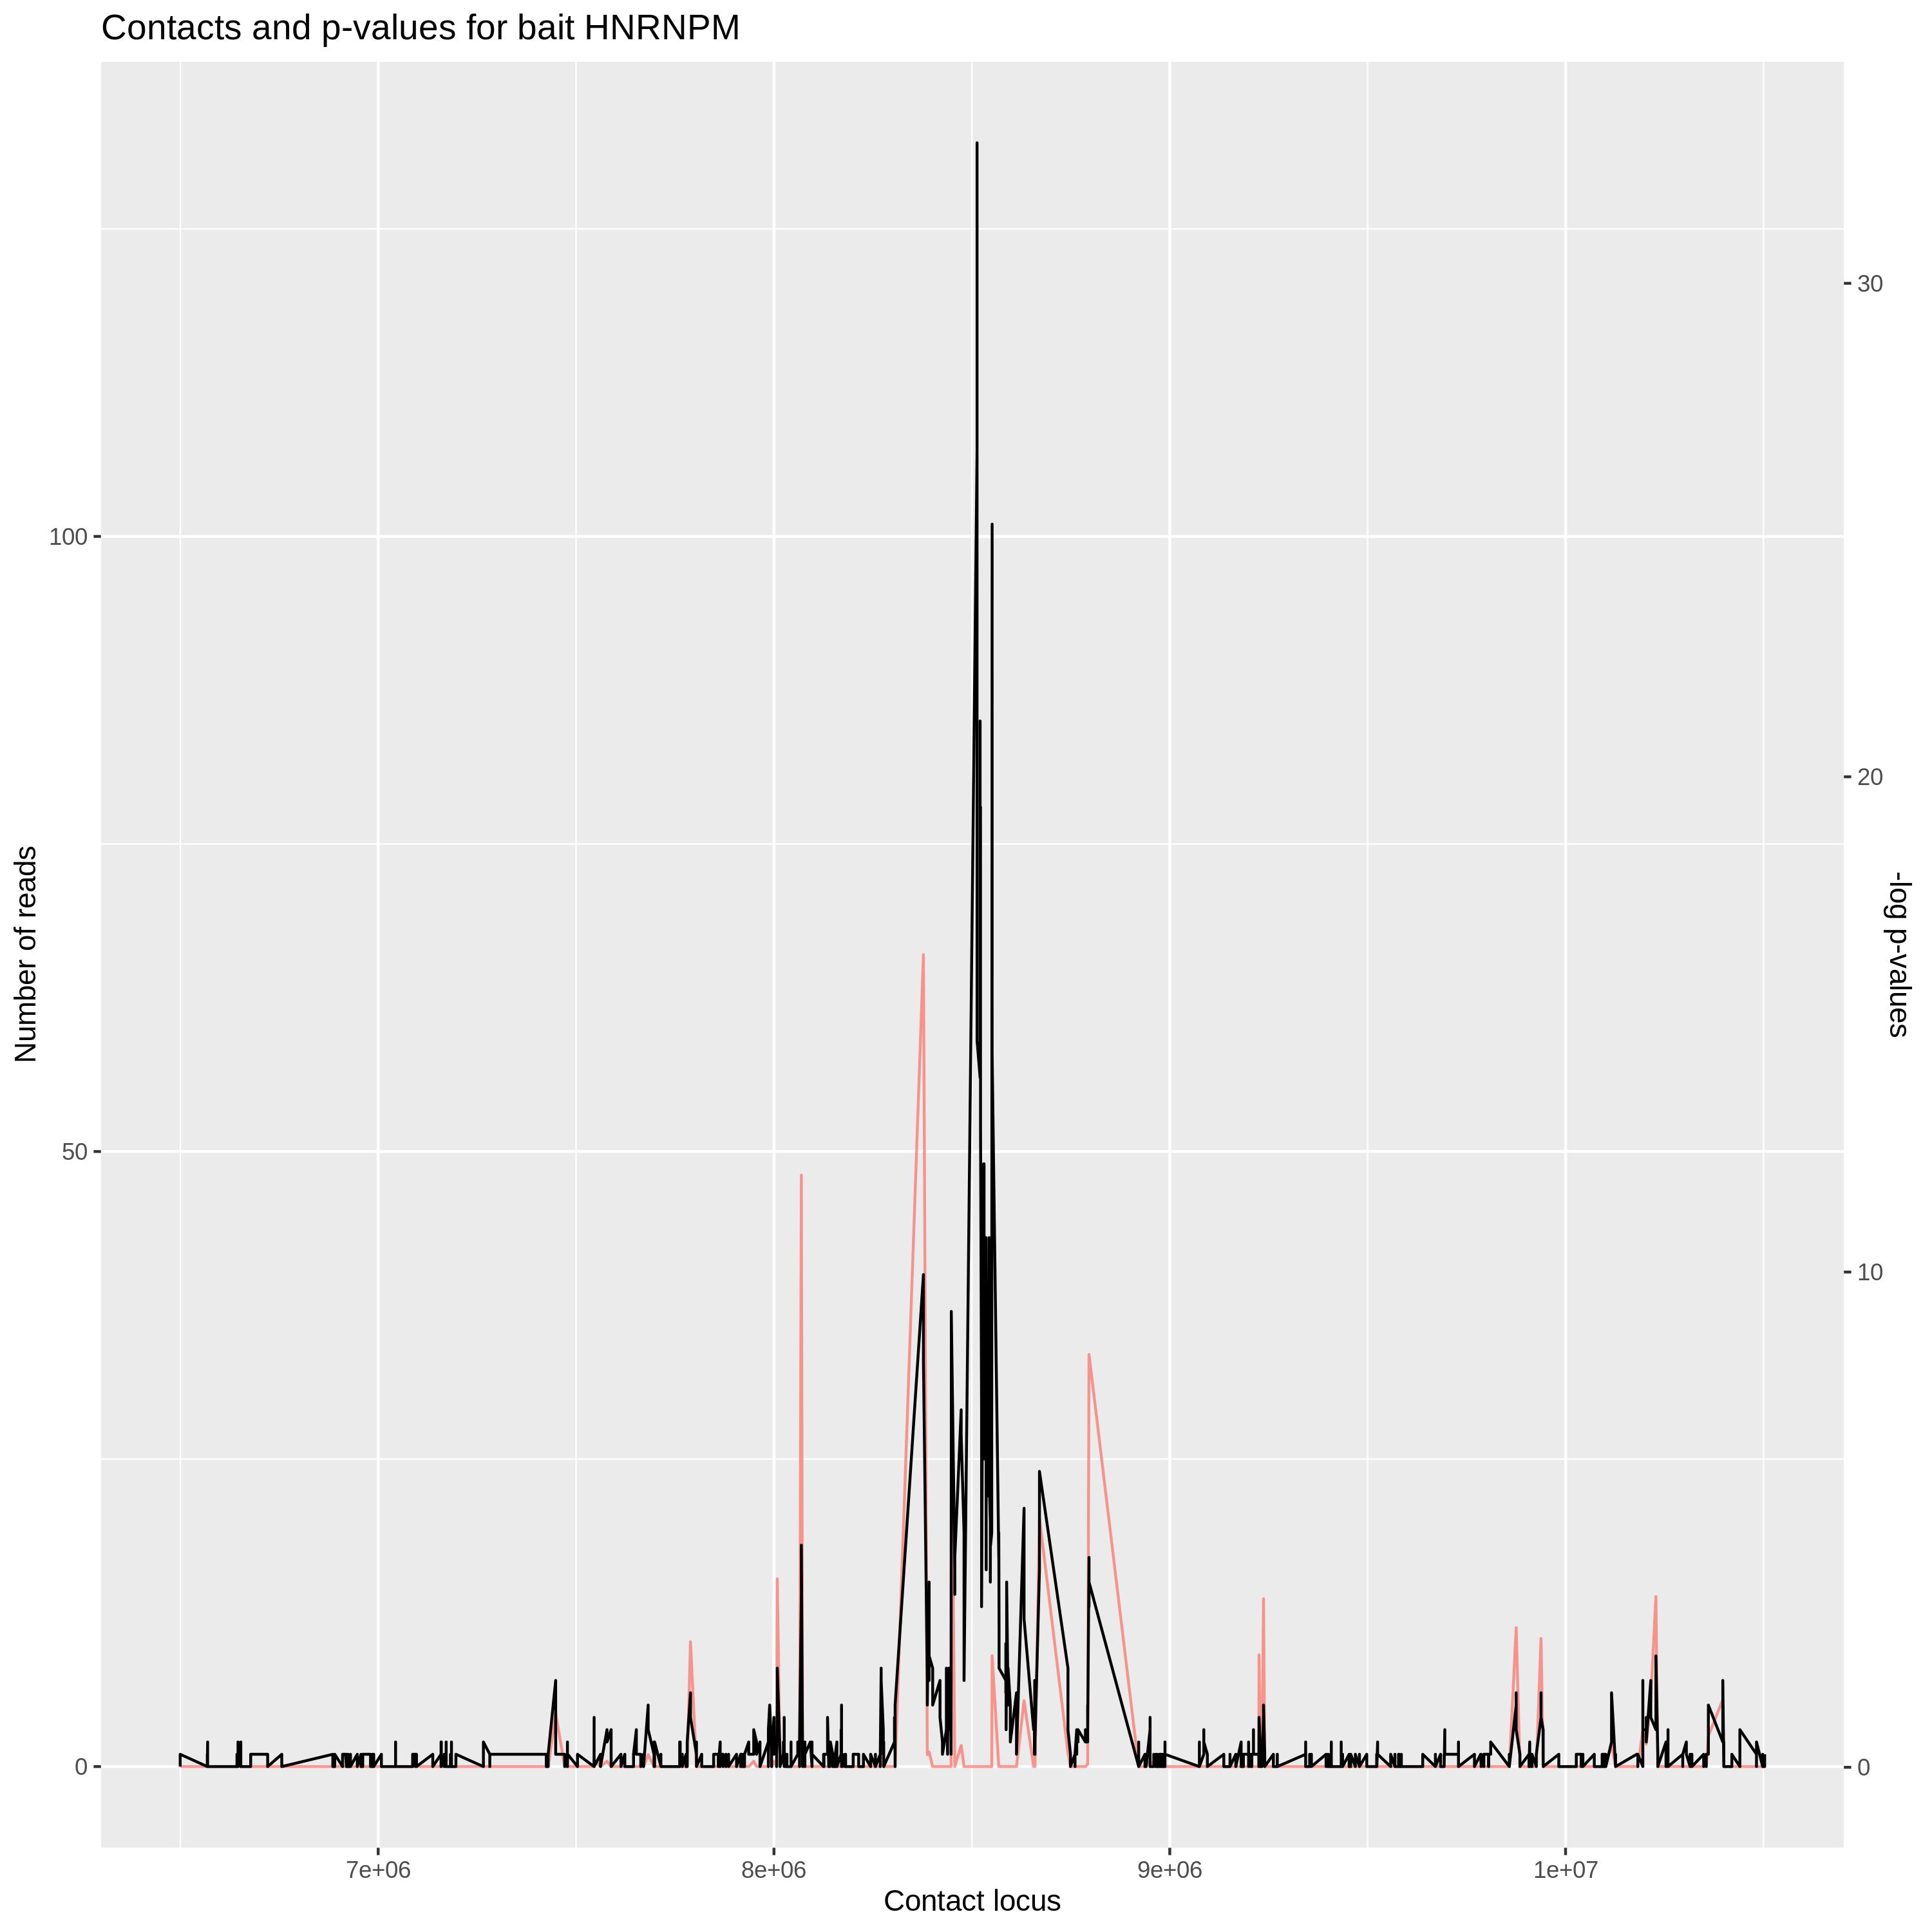 Contacts and p-values for bait HNRNPM
Number of reads
100
50
0
30
20
10
0
-log p-values
7e+06
8e+06
9e+06
1e+07
Contact locus